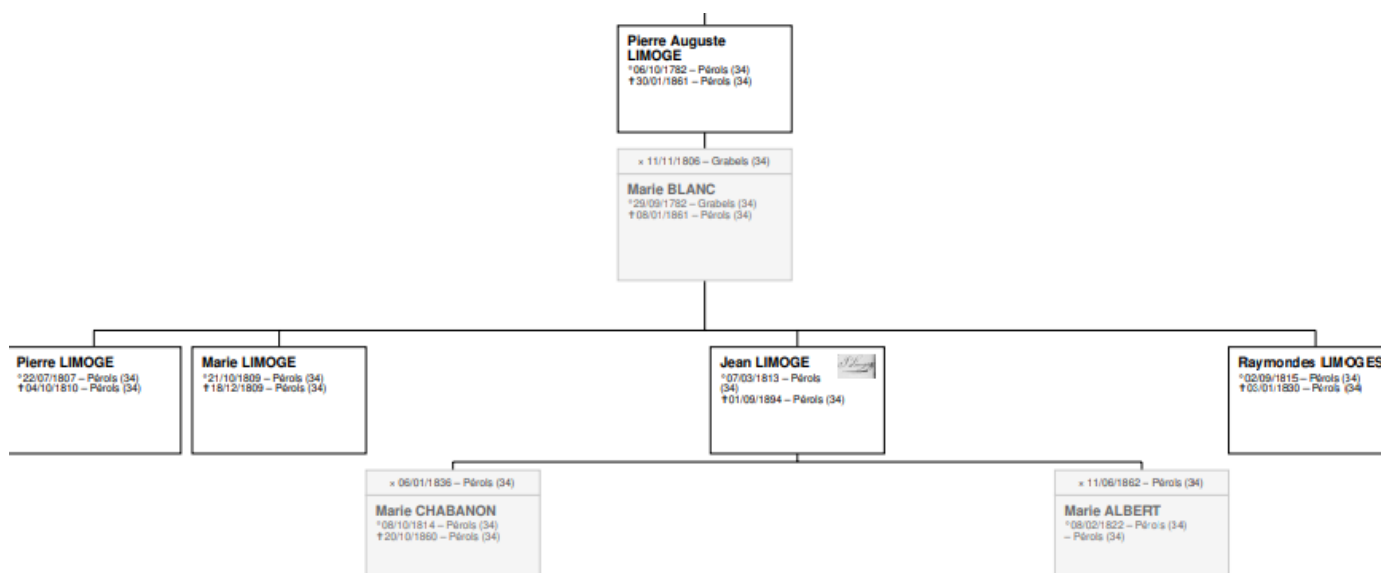 Pierre Auguste
LIMOGE
°06/10/1782 – Pérols (34)
✝30/01/1861 – Pérols (34)
x 11/11/1806 – Grabels (34)
Marie BLANC
°29/09/1782 – Grabels (34)
✝08/01/1861 – Pérols (34)
Pierre LIMOGE
°22/07/1807 – Pérols (34)
✝04/10/1810 – Pérols (34)
Marie LIMOGE
°21/10/1809 – Pérols (34)
✝18/12/1809 – Pérols (34)
Jean LIMOGE
°07/03/1813 – Pérols
(34)
✝01/09/1894 – Pérols (34)
Raymondes LIMOGES
°02/09/1815 – Pérols (34)
✝03/01/1830 – Pérols (34)
x 06/01/1836 – Pérols (34)
Marie CHABANON
°08/10/1814 – Pérols (34)
✝20/10/1860 – Pérols (34)
x 11/06/1862 – Pérols (34)
Marie ALBERT
°08/02/1822 – Pérols (34)
– Pérols (34)